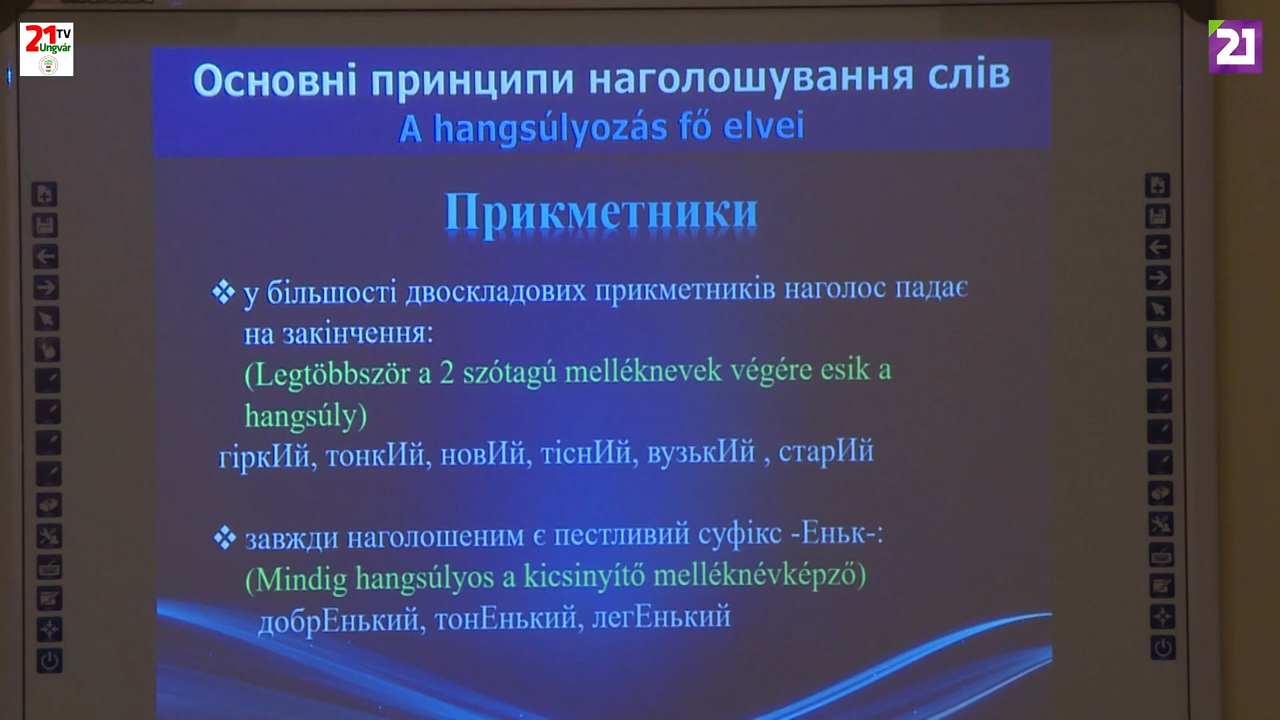 21 TV
Ungvár
21
Основні принципи наголошування слів
A hangsúlyozás fő elvei
Прикметники
❖ у більшості двоскладових прикметників наголос падає
на закінчення:
(Legtöbbször a 2 szótagú melléknevek végére esik a
hangsúly)
гіркИй, тонкИй, новИй, тіснИй, вузькИй , старИй
❖ завжди наголошеним є пестливий суфікс -Еньк-:
(Mindig hangsúlyos a kicsinyítő melléknévképző)
добрЕнький, тонЕнький, легЕнький